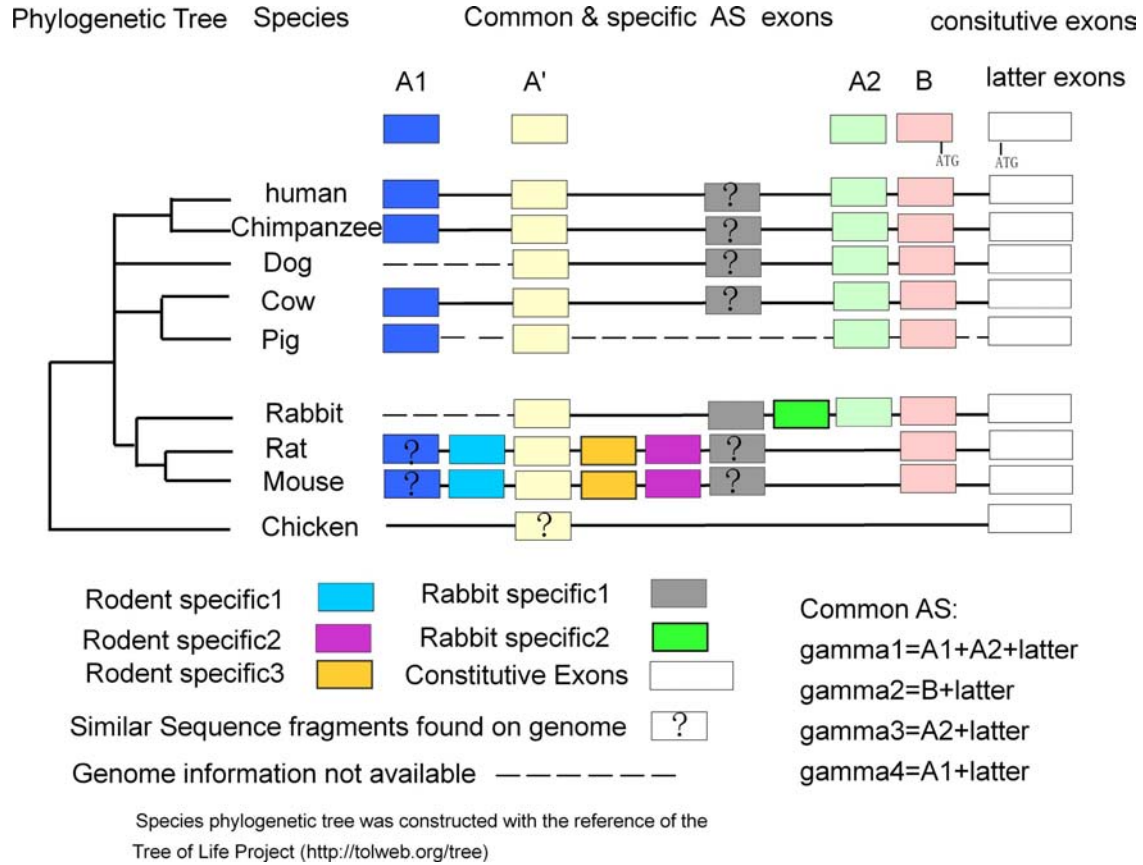 Phylogenetic Tree Species Common & specific AS exons consitutive exons
A1 A' A2 B latter exons
ATG ATG
human ?
Chimpanzee ?
Dog ?
Cow ?
Pig
Rabbit
Rat ? ?
Mouse ? ?
Chicken ?
Rodent specific1 Rabbit specific1
Rodent specific2 Rabbit specific2
Rodent specific3 Constitutive Exons
Similar Sequence fragments found on genome ?
Genome information not available
Common AS:
gamma1=A1+A2+latter
gamma2=B+latter
gamma3=A2+latter
gamma4=A1+latter
Species phylogenetic tree was constructed with the reference of the
Tree of Life Project (http://tolweb.org/tree)